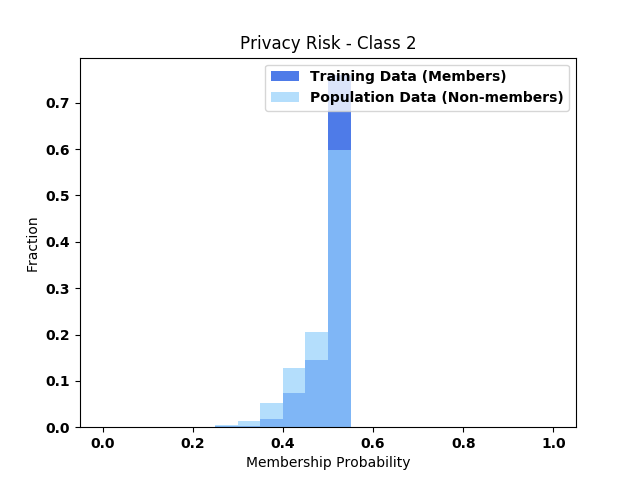 Privacy Risk - Class 2
Training Data (Members)
Population Data (Non-members)
0.7
0.6
0.5
0.4
0.3
0.2
0.1
0.0
Fraction
0.0 0.2 0.4 0.6 0.8 1.0
Membership Probability